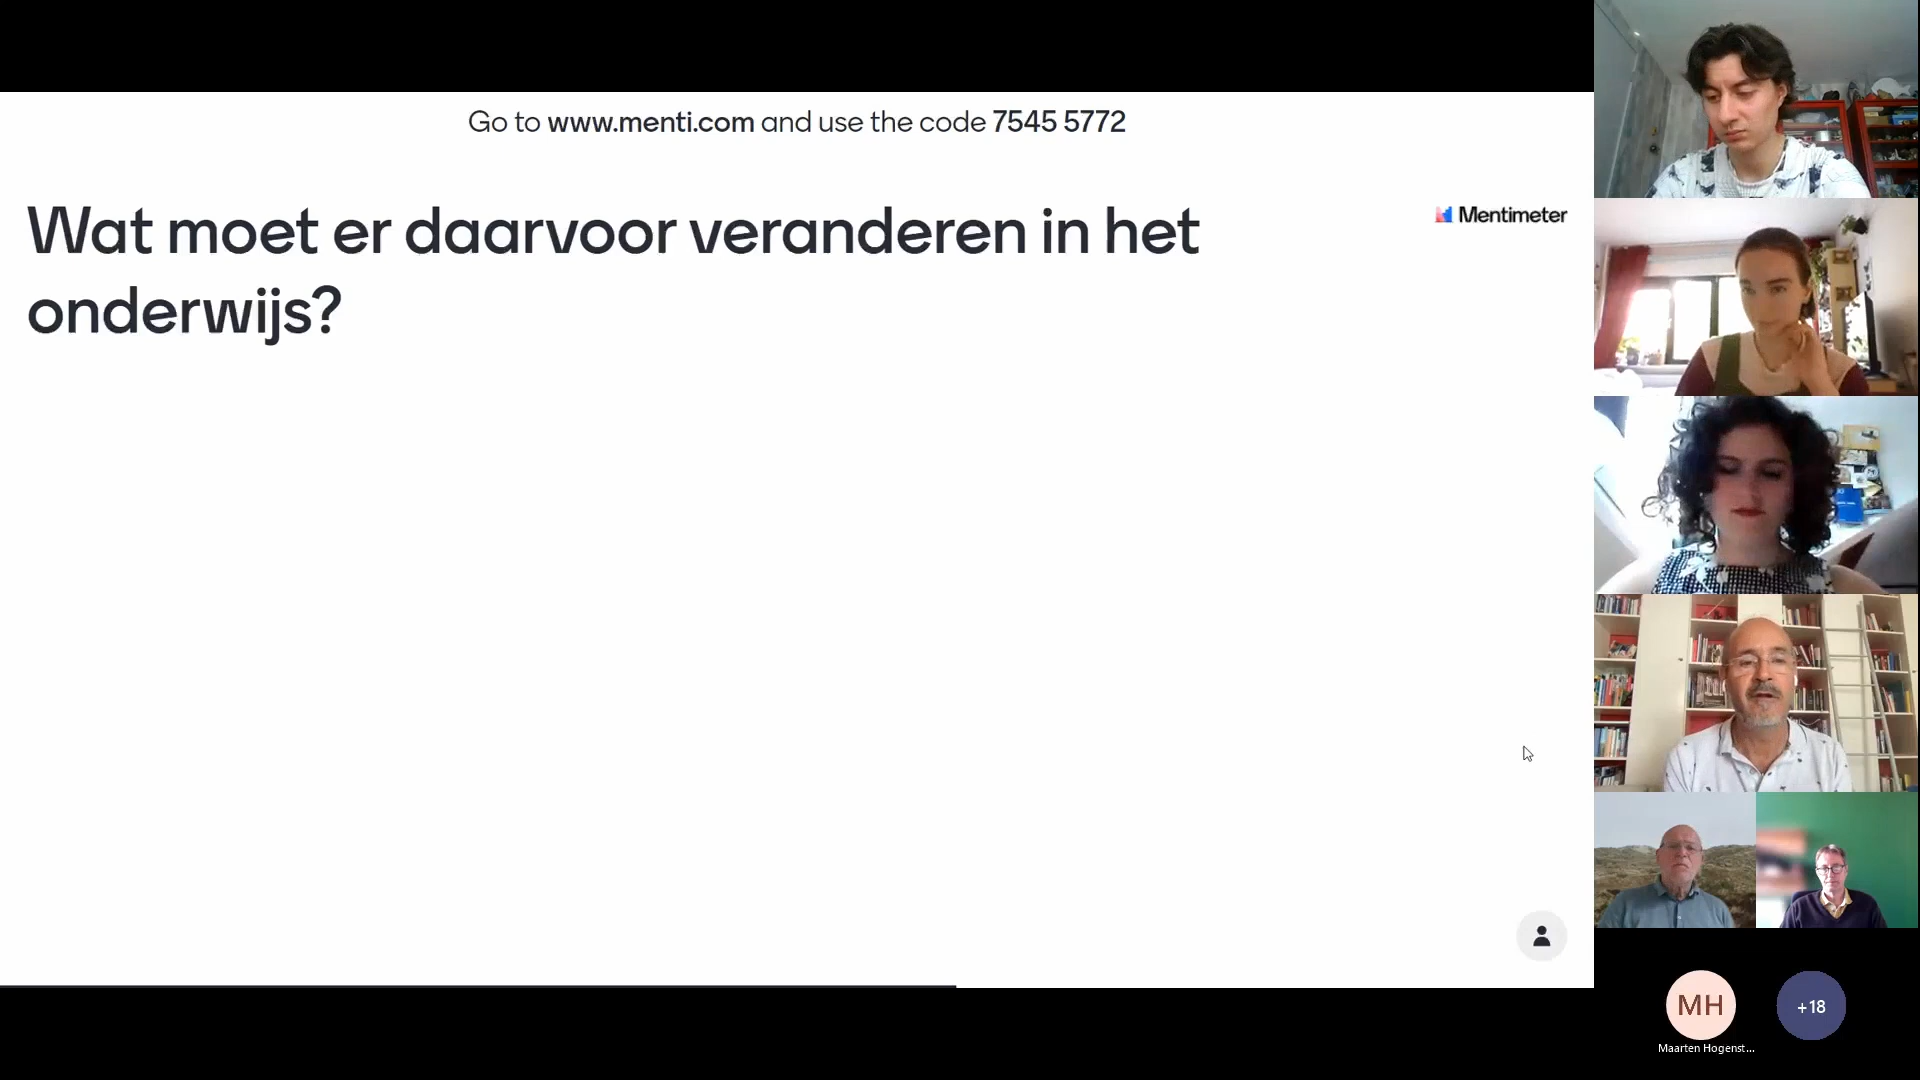 Go to www.menti.com and use the code 7545 5772
Wat moet er daarvoor veranderen in het
onderwijs?
Mentimeter
MH
+18
Maarten Hogenst...